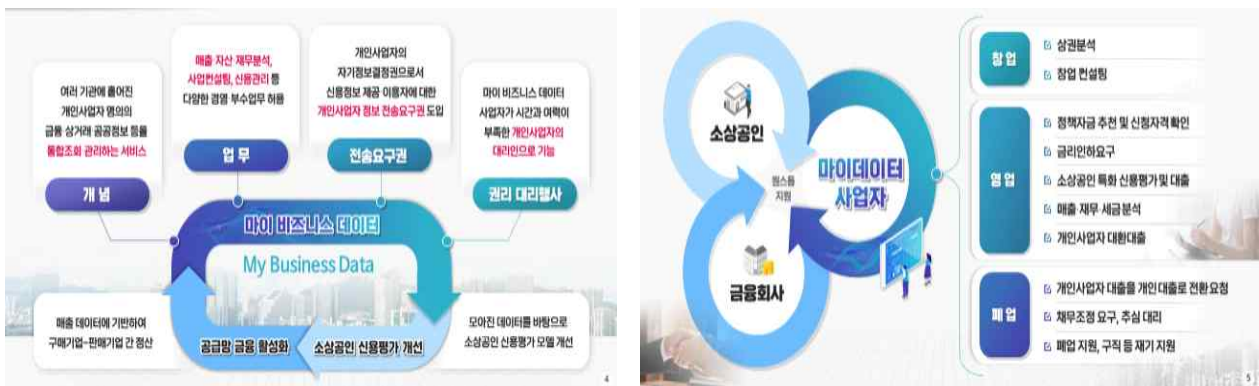 매출·자산·재무분석,
사업컨설팅, 신용관리 등
다양한 겸영·부수업무 허용
업 무
개인사업자의
자기정보결정권으로서
신용정보 제공·이용자에 대한
개인사업자 정보 전송요구권 도입
전송요구권
여러 기관에 흩어진
개인사업자 명의의
금융·상거래·공공정보 등을
통합조회·관리하는 서비스
개 념
마이 비즈니스 데이터
사업자가 시간과 여력이
부족한 개인사업자의
대리인으로 기능
권리 대리행사
마이 비즈니스 데이터
My Business Data
매출 데이터에 기반하여
구매기업-판매기업 간 정산
공급망 금융 활성화
소상공인 신용평가 개선
모아진 데이터를 바탕으로
소상공인 신용평가 모델 개선
4
소상공인
원스톱
지원
마이데이터
사업자
금융회사
창 업
상권분석
창업 컨설팅
영 업
정책자금 추천 및 신청자격 확인
금리인하요구
소상공인 특화 신용평가 및 대출
매출·재무·세금분석
개인사업자 대환대출
폐 업
개인사업자 대출을 개인 대출로 전환 요청
채무조정 요구, 추심 대리
폐업 지원, 구직 등 재기 지원
5